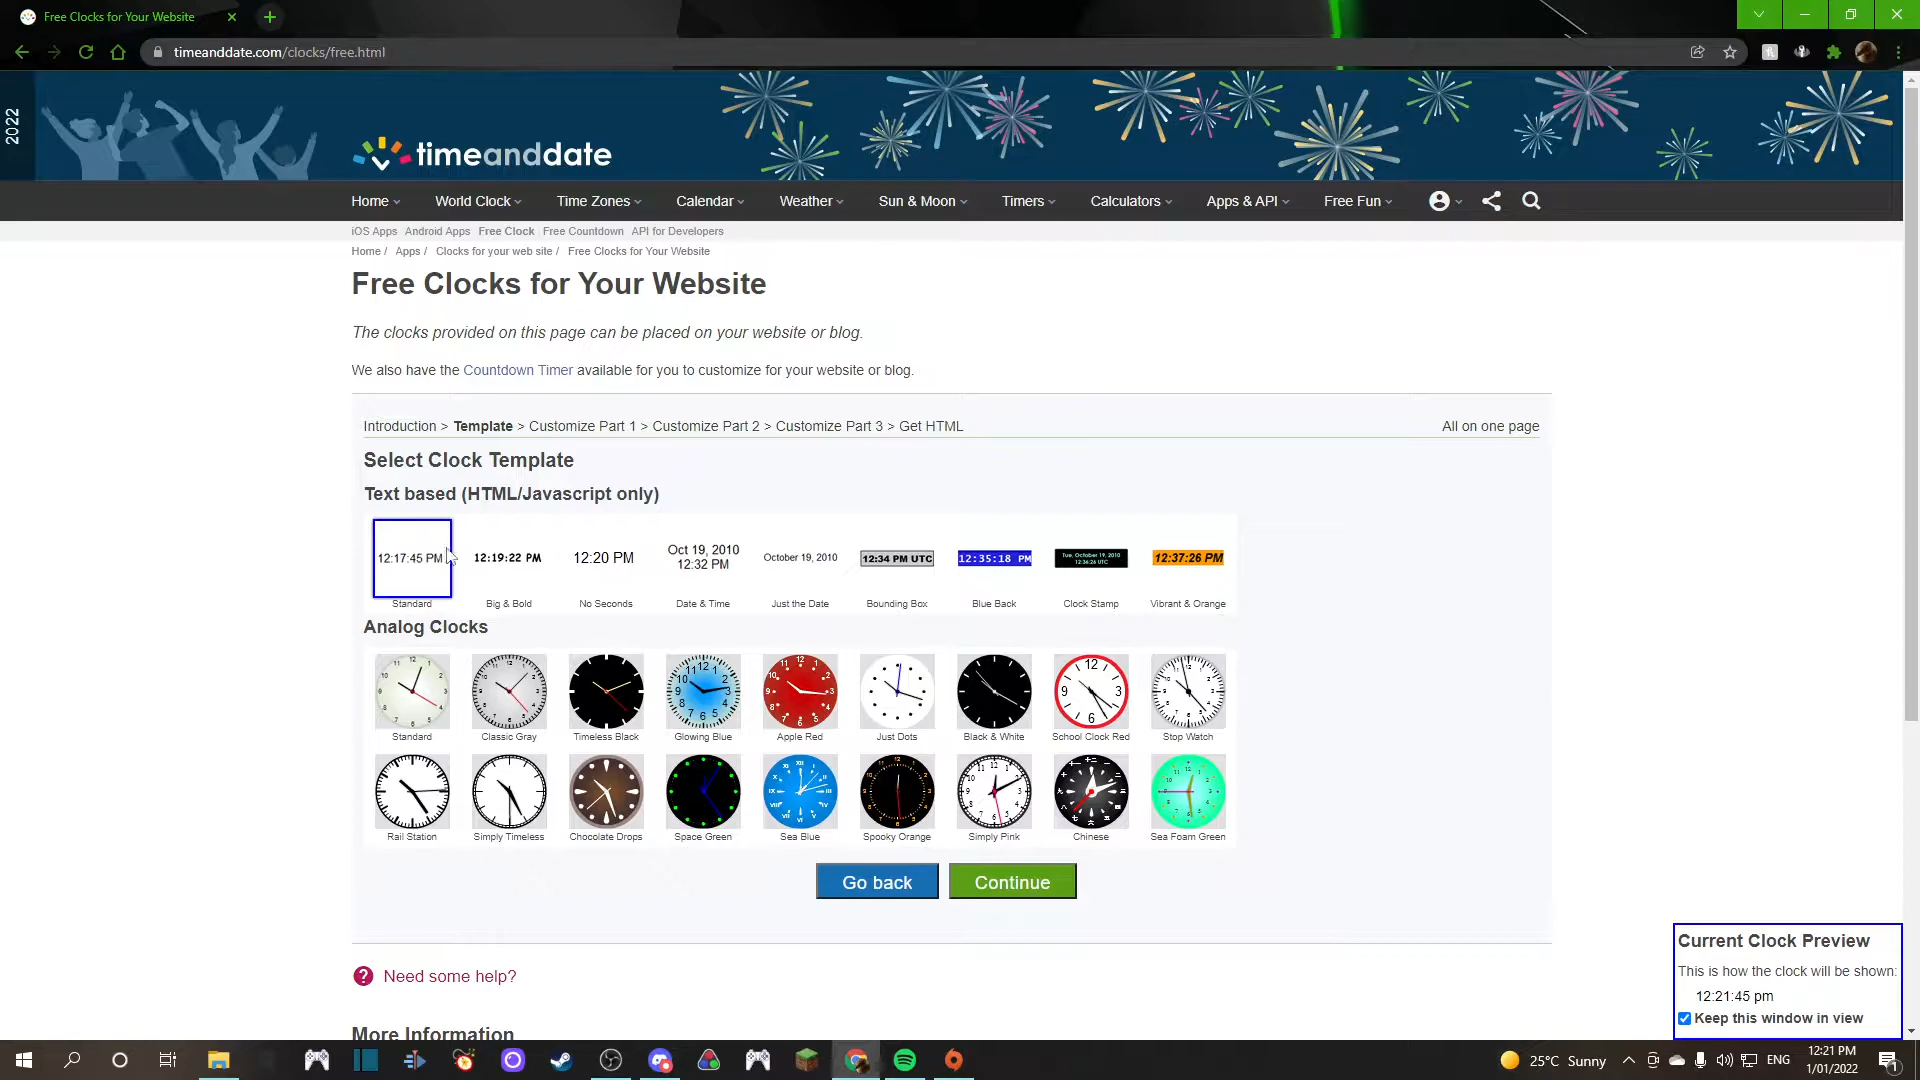 Free Clocks for Your Website
timeanddate.com/clocks/free.html
2022
timeanddate
Home World Clock Time Zones Calendar Weather Sun & Moon Timers Calculators Apps & API Free Fun
iOS Apps Android Apps Free Clock Free Countdown API for Developers
Home / Apps / Clocks for your web site / Free Clocks for Your Website
Free Clocks for Your Website
The clocks provided on this page can be placed on your website or blog.
We also have the Countdown Timer available for you to customize for your website or blog.
Introduction > Template > Customize Part 1 > Customize Part 2 > Customize Part 3 > Get HTML All on one page
Select Clock Template
Text based (HTML/Javascript only)
12:17:45 PM 12:19:22 PM 12:20 PM Oct 19, 2010 12:32 PM October 19, 2010 12:34 PM UTC 12:35:18 PM Tue, October 19, 2010 12:36:26 UTC 12:37:26 PM
Standard Big & Bold No Seconds Date & Time Just the Date Bounding Box Blue Back Clock Stamp Vibrant & Orange
Analog Clocks
Standard Classic Gray Timeless Black Glowing Blue Apple Red Just Dots Black & White School Clock Red Stop Watch
Rail Station Simply Timeless Chocolate Drops Space Green Sea Blue Spooky Orange Simply Pink Chinese Sea Foam Green
Go back Continue
? Need some help?
More Information
Current Clock Preview
This is how the clock will be shown:
12:21:45 pm
Keep this window in view
25°C Sunny ENG 12:21 PM
1/01/2022